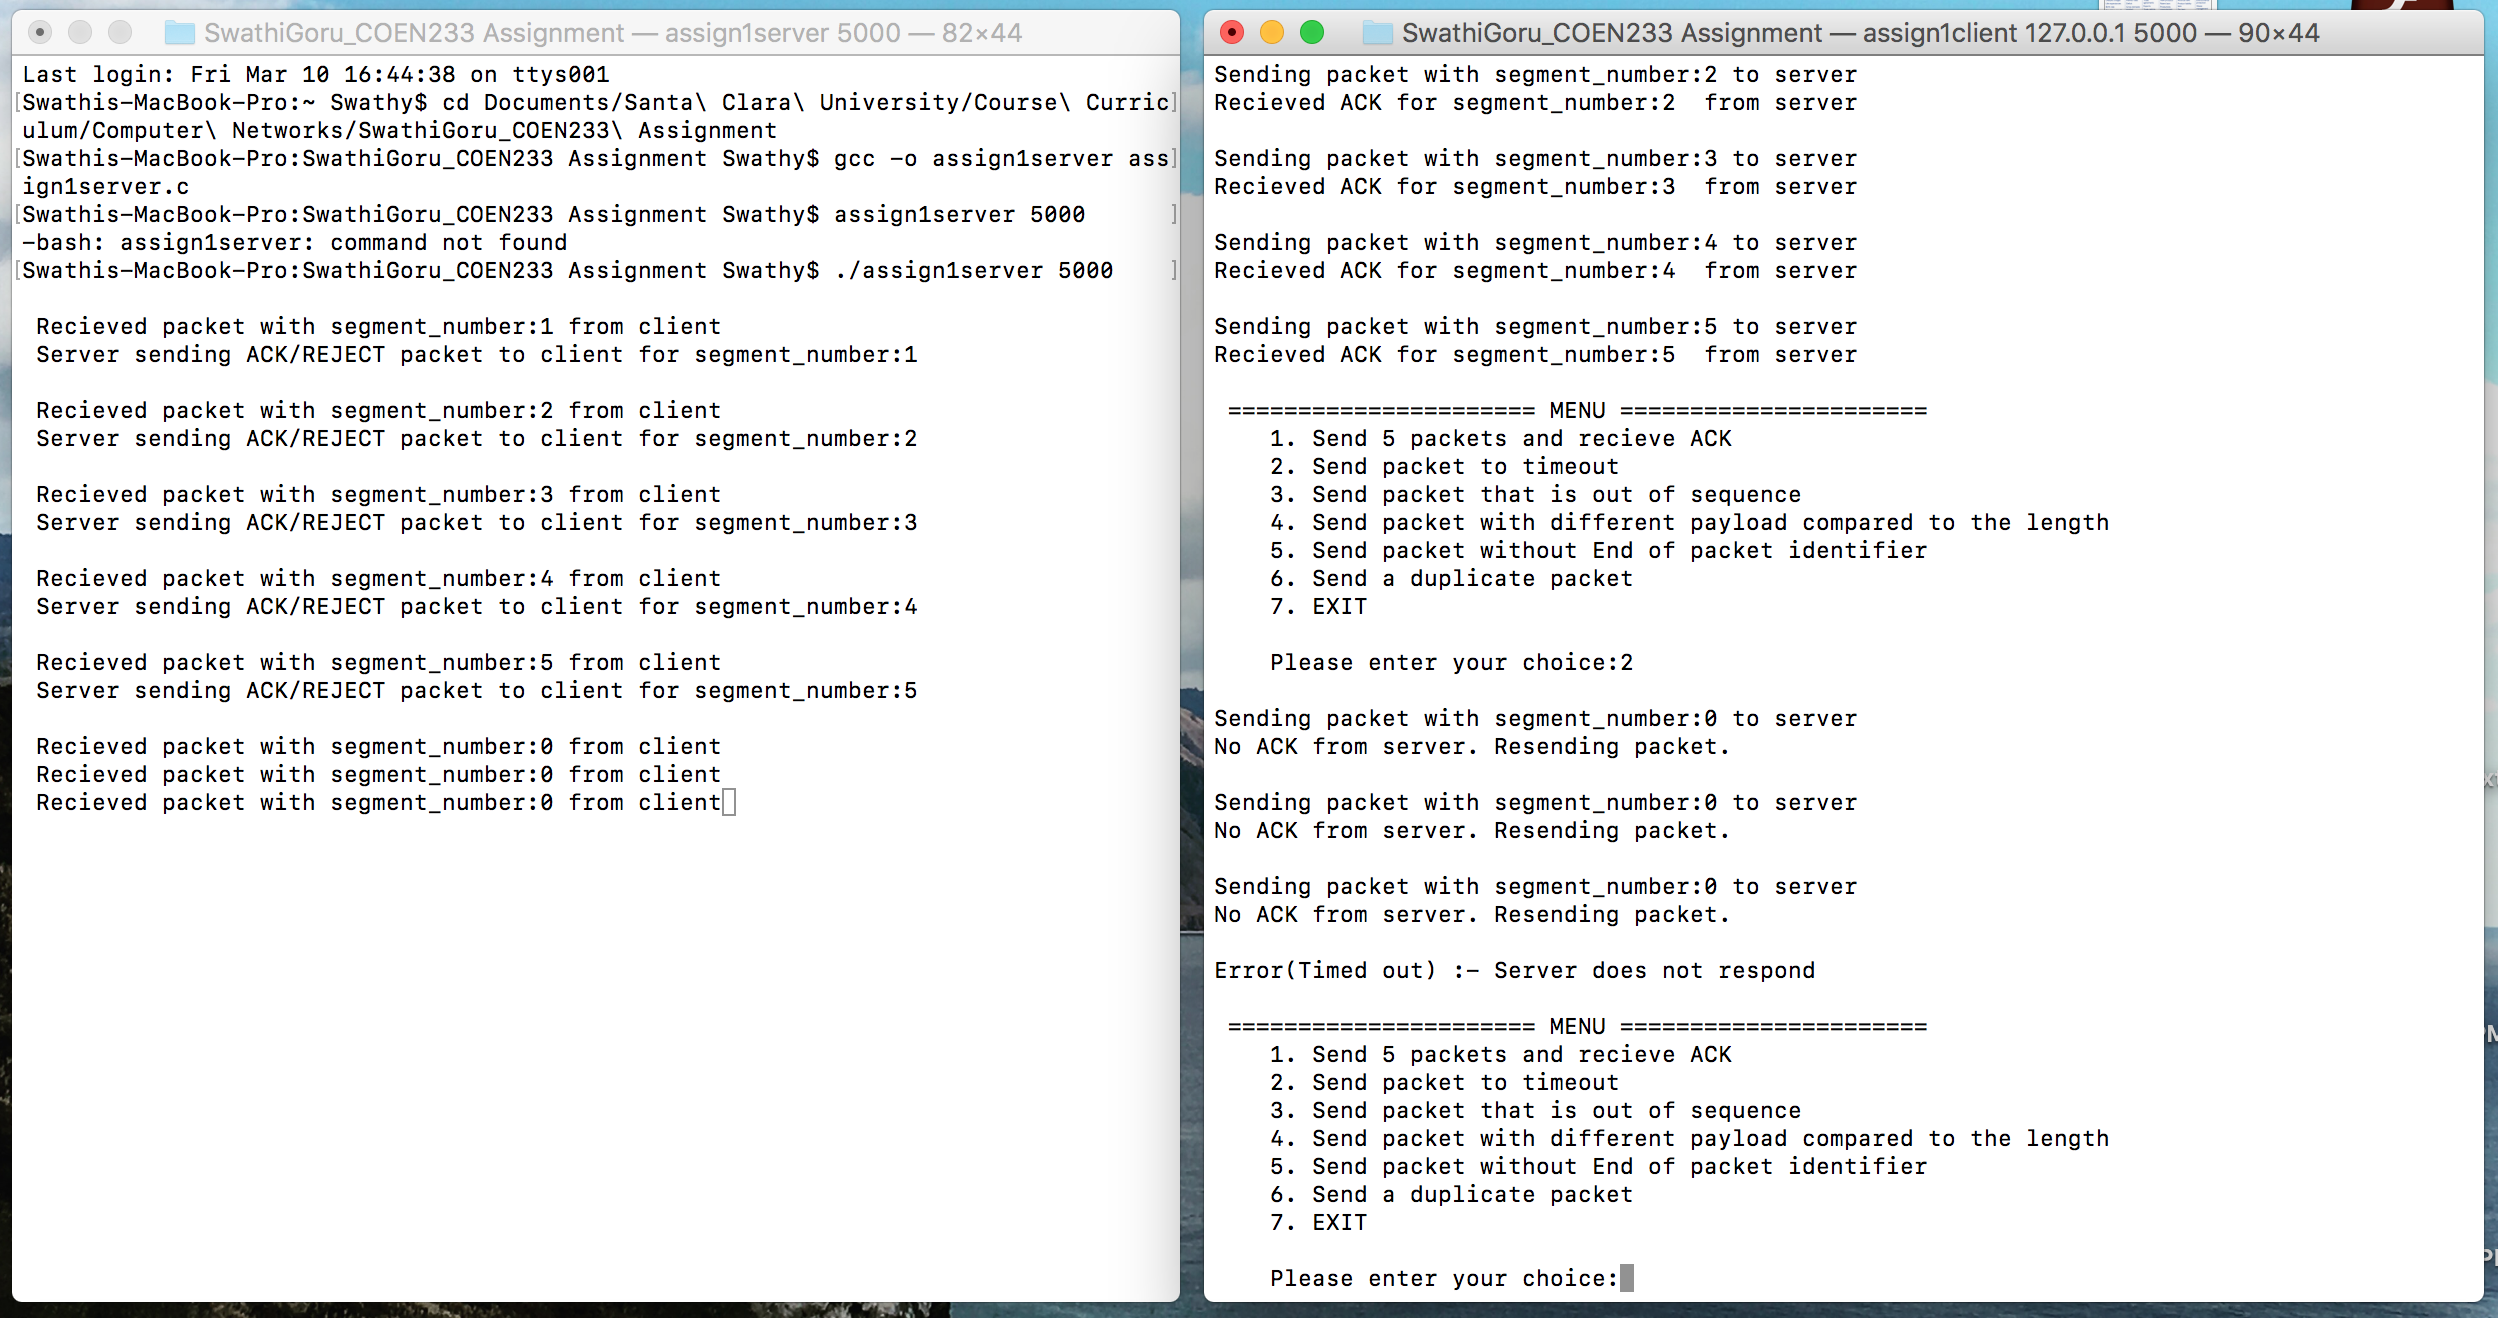 SwathiGoru_COEN233 Assignment — assign1server 5000 — 82×44
Last login: Fri Mar 10 16:44:38 on ttys001
[Swathis-MacBook-Pro:~ Swathy$ cd Documents/Santa\ Clara\ University/Course\ Curric]
ulum/Computer\ Networks/SwathiGoru_COEN233\ Assignment
[Swathis-MacBook-Pro:SwathiGoru_COEN233 Assignment Swathy$ gcc -o assign1server ass]
ign1server.c
[Swathis-MacBook-Pro:SwathiGoru_COEN233 Assignment Swathy$ assign1server 5000 ]
-bash: assign1server: command not found
[Swathis-MacBook-Pro:SwathiGoru_COEN233 Assignment Swathy$ ./assign1server 5000 ]
Recieved packet with segment_number:1 from client
Server sending ACK/REJECT packet to client for segment_number:1
Recieved packet with segment_number:2 from client
Server sending ACK/REJECT packet to client for segment_number:2
Recieved packet with segment_number:3 from client
Server sending ACK/REJECT packet to client for segment_number:3
Recieved packet with segment_number:4 from client
Server sending ACK/REJECT packet to client for segment_number:4
Recieved packet with segment_number:5 from client
Server sending ACK/REJECT packet to client for segment_number:5
Recieved packet with segment_number:0 from client
Recieved packet with segment_number:0 from client
Recieved packet with segment_number:0 from client
SwathiGoru_COEN233 Assignment — assign1client 127.0.0.1 5000 — 90×44
Sending packet with segment_number:2 to server
Recieved ACK for segment_number:2  from server
Sending packet with segment_number:3 to server
Recieved ACK for segment_number:3  from server
Sending packet with segment_number:4 to server
Recieved ACK for segment_number:4  from server
Sending packet with segment_number:5 to server
Recieved ACK for segment_number:5  from server
====================== MENU ======================
1. Send 5 packets and recieve ACK
2. Send packet to timeout
3. Send packet that is out of sequence
4. Send packet with different payload compared to the length
5. Send packet without End of packet identifier
6. Send a duplicate packet
7. EXIT
Please enter your choice:2
Sending packet with segment_number:0 to server
No ACK from server. Resending packet.
Sending packet with segment_number:0 to server
No ACK from server. Resending packet.
Sending packet with segment_number:0 to server
No ACK from server. Resending packet.
Error(Timed out) :- Server does not respond
====================== MENU ======================
1. Send 5 packets and recieve ACK
2. Send packet to timeout
3. Send packet that is out of sequence
4. Send packet with different payload compared to the length
5. Send packet without End of packet identifier
6. Send a duplicate packet
7. EXIT
Please enter your choice: